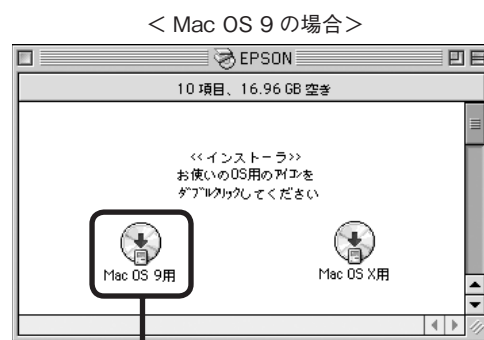 ＜ Mac OS 9 の場合＞
EPSON
10 項目、16.96 GB 空き
<<インストーラ>>
お使いのOS用のｱｲｺﾝを
ﾀﾞﾌﾞﾙｸﾘｯｸしてください
Mac OS 9用
Mac OS X用